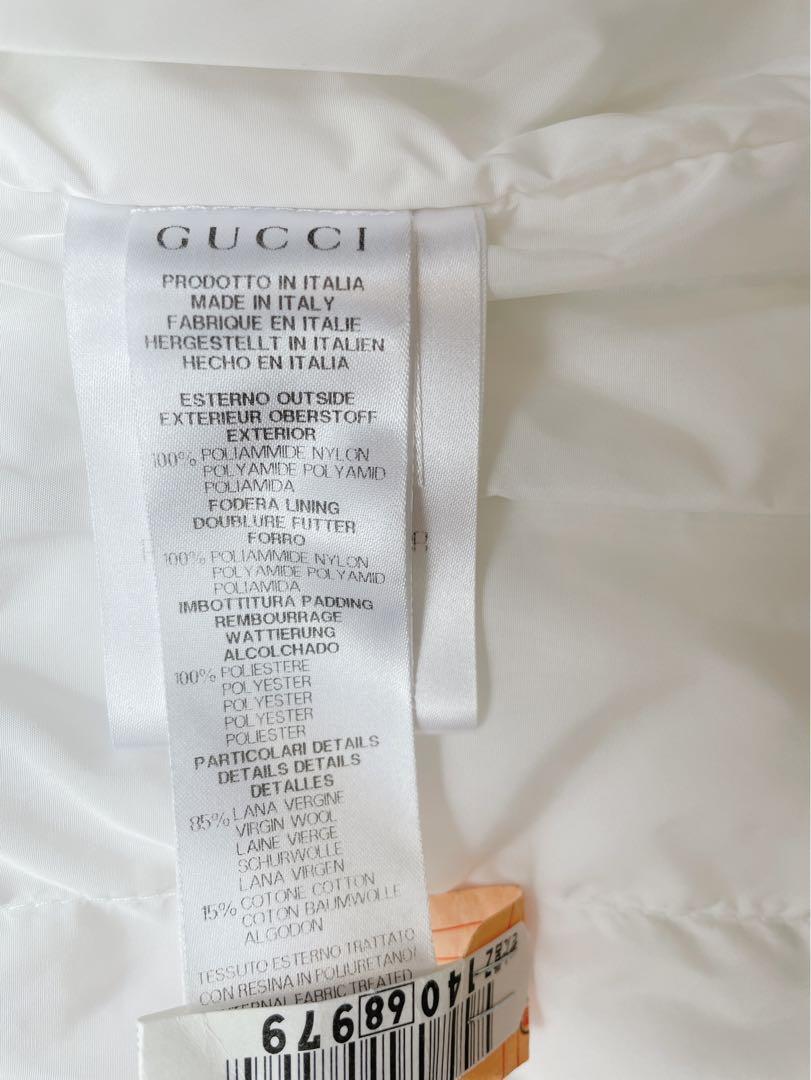 GUCCI
PRODOTTO IN ITALIA
MADE IN ITALY
FABRIQUE EN ITALIE
HERGESTELLT IN ITALIEN
HECHO EN ITALIA
ESTERNO OUTSIDE
EXTERIEUR OBERSTOFF
EXTERIOR
100% POLIAMMIDE NYLON
POLYAMIDE POLYAMID
POLIAMIDA
FODERA LINING
DOUBLURE FUTTER
FORRO
100% POLIAMMIDE NYLON
POLYAMIDE POLYAMID
POLIAMIDA
IMBOTTITURA PADDING
REMBOURRAGE
WATTIERUNG
ALCOLCHADO
100% POLIESTERE
POLYESTER
POLYESTER
POLYESTER
POLIESTER
PARTICOLARI DETAILS
DETAILS DETAILS
DETALLES
85% LANA VERGINE
VIRGIN WOOL
LAINE VIERGE
SCHURWOLLE
LANA VIRGEN
15% COTONE COTTON
COTON BAUMWOLLE
ALGODON
TESSUTO ESTERNO TRATTATO
CON RESINA IN POLIURETANO/
FABRIC TREATED
14068979